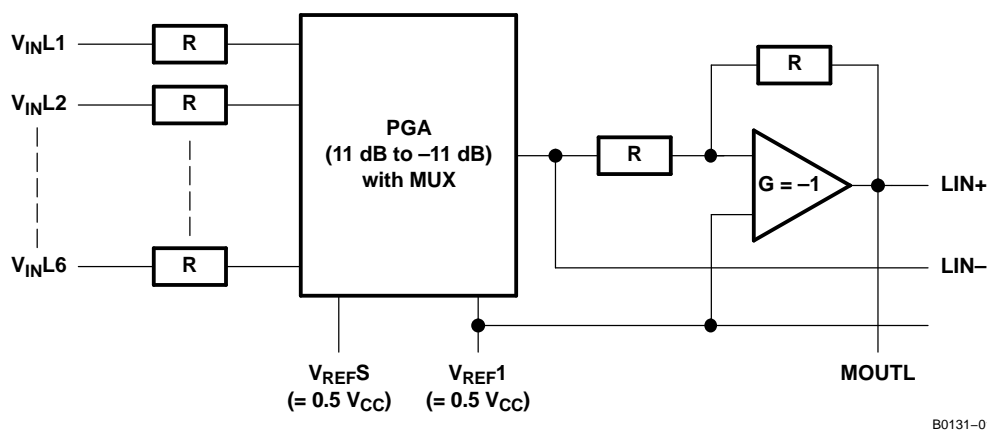 VINL1
R
VINL2
R
VINL6
R
PGA
(11 dB to –11 dB)
with MUX
R
R
G = –1
LIN+
LIN–
VREFS
(= 0.5 VCC)
VREF1
(= 0.5 VCC)
MOUTL
B0131–0